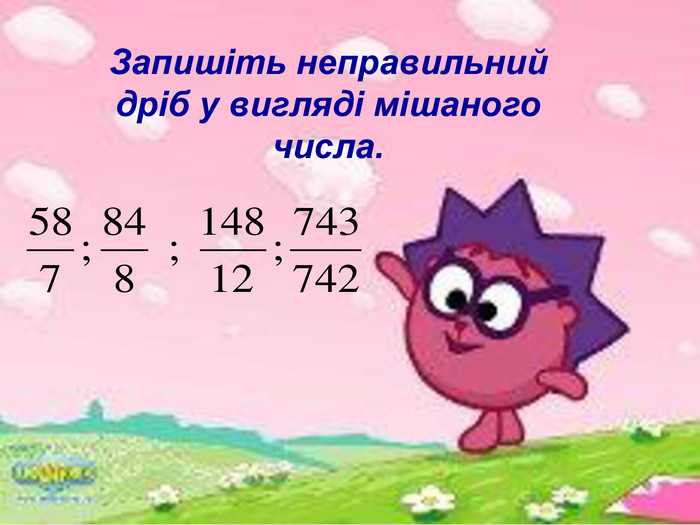 Запишіть неправильний
дріб у вигляді мішаного
числа.
58/7 ; 84/8 ; 148/12 ; 743/742